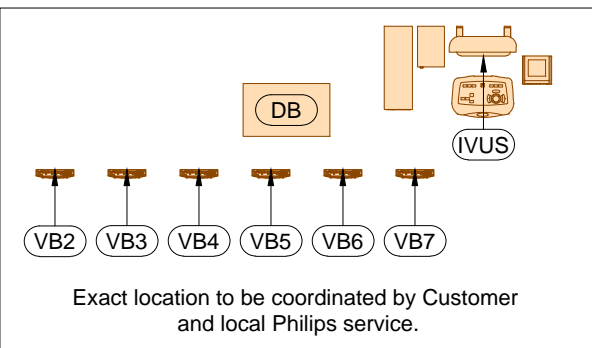 DB
IVUS
VB2 VB3 VB4 VB5 VB6 VB7
Exact location to be coordinated by Customer
and local Philips service.